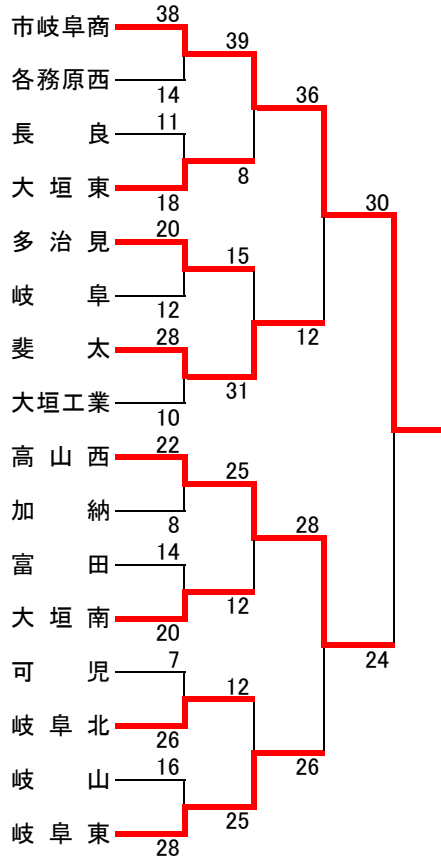 市岐阜商 38
39
各務原西 14
36
長良 11
8
大垣東 18
30
多治見 20
15
岐阜 12
12
斐太 28
31
大垣工業 10
高山西 22
25
加納 8
28
富田 14
12
大垣南 20
24
可児 7
12
岐阜北 26
26
岐山 16
25
岐阜東 28